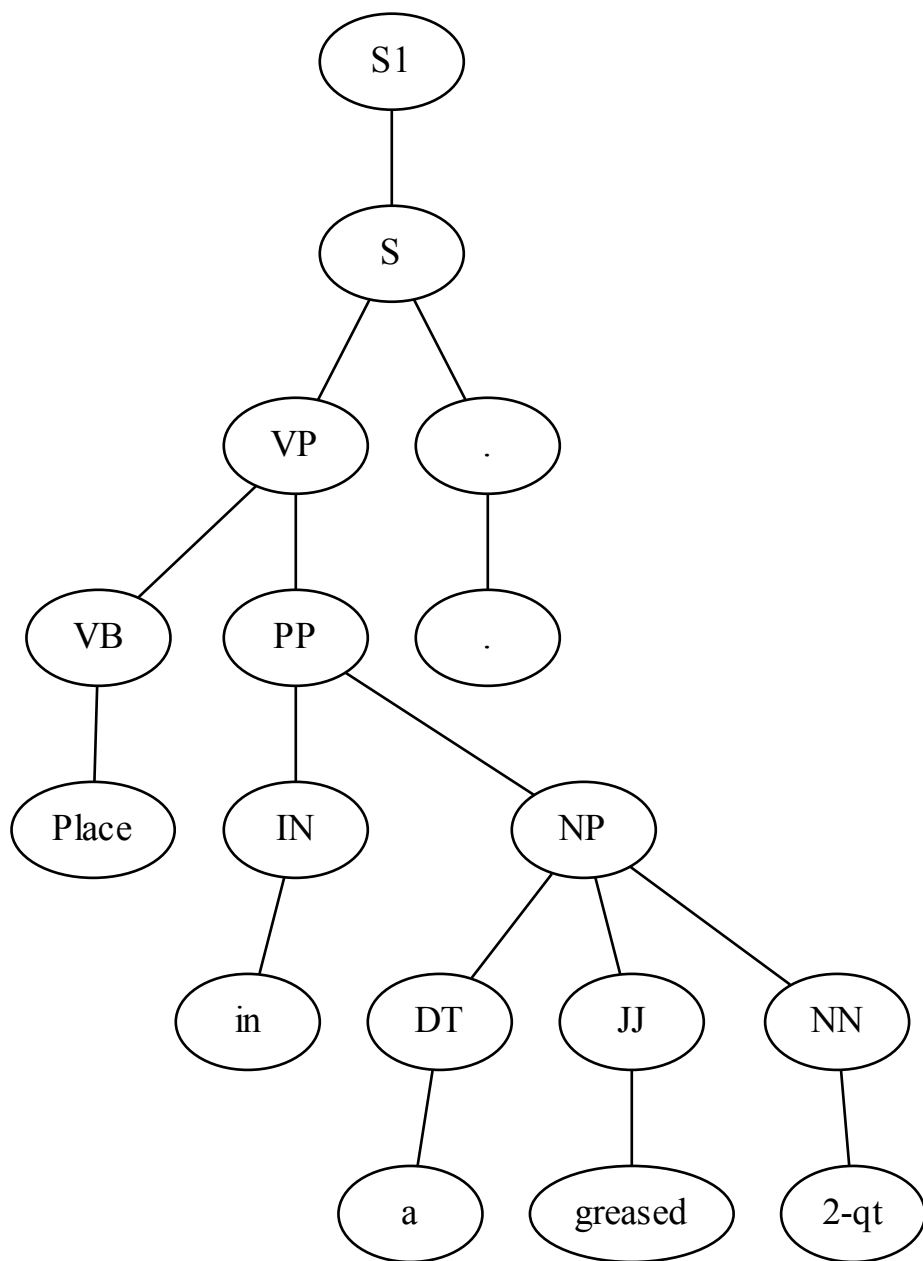 S1
S
VP .
VB PP .
Place IN NP
in DT JJ NN
a greased 2-qt